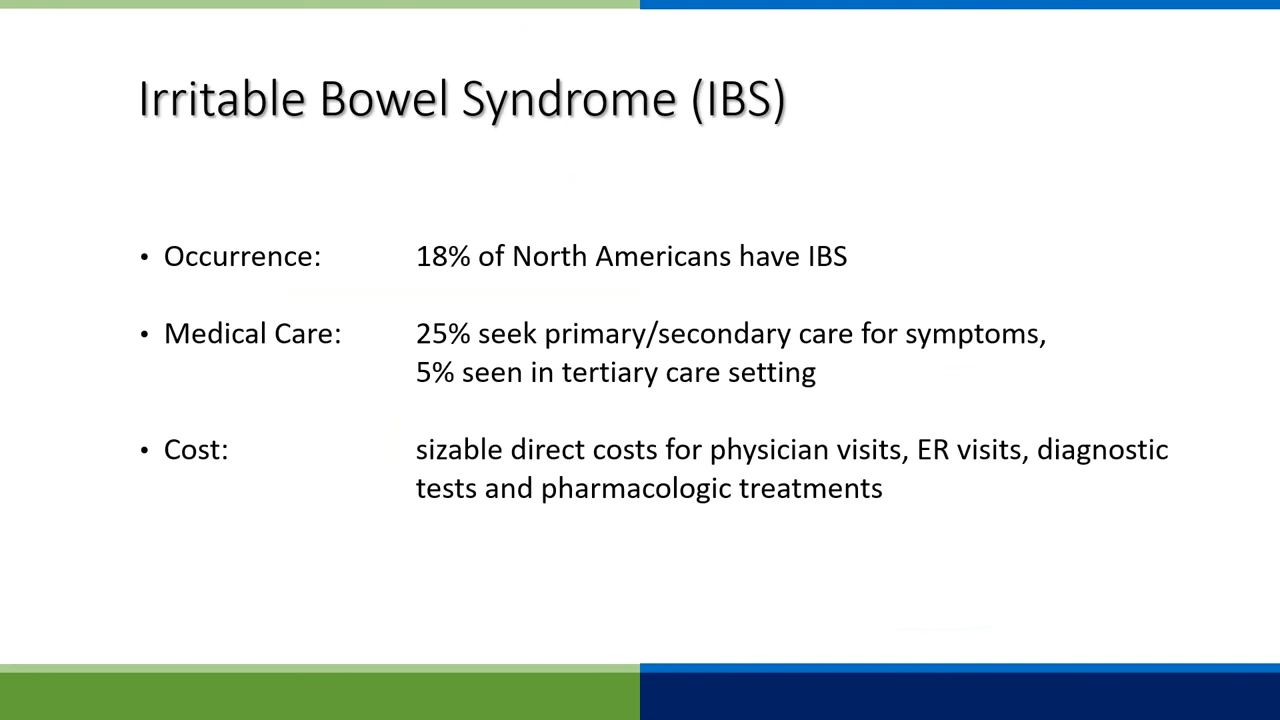 Irritable Bowel Syndrome (IBS)
• Occurrence: 18% of North Americans have IBS
• Medical Care: 25% seek primary/secondary care for symptoms,
5% seen in tertiary care setting
• Cost: sizable direct costs for physician visits, ER visits, diagnostic
tests and pharmacologic treatments